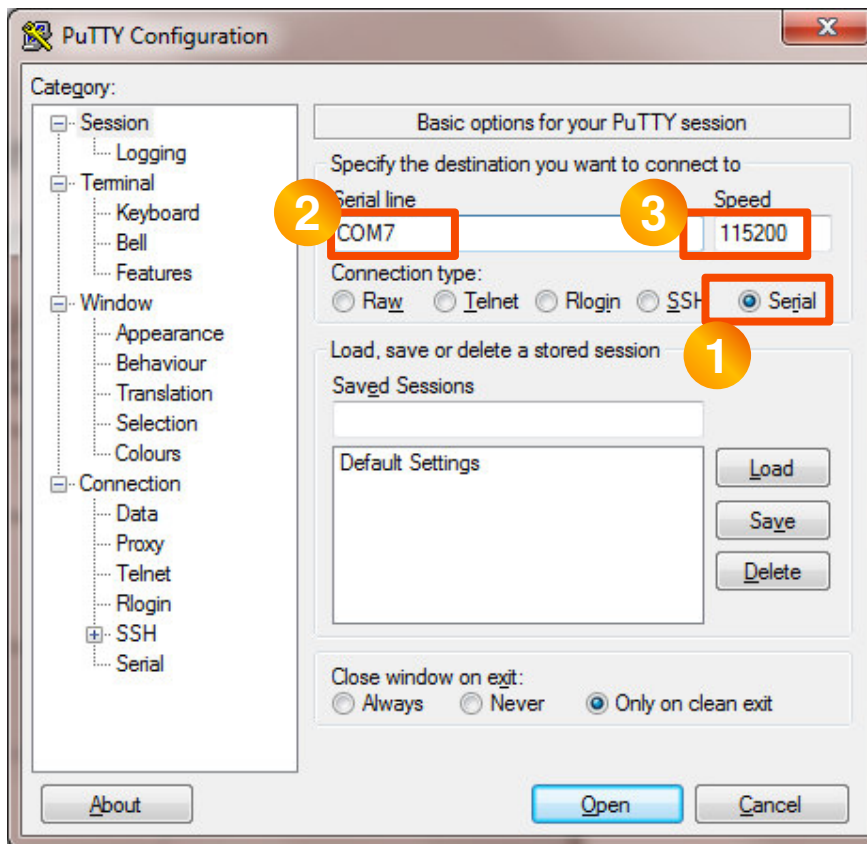 PuTTY Configuration
X
Category:
Session
Logging
Terminal
Keyboard
Bell
Features
Window
Appearance
Behaviour
Translation
Selection
Colours
Connection
Data
Proxy
Telnet
Rlogin
SSH
Serial
Basic options for your PuTTY session
Specify the destination you want to connect to
Serial line Speed
2 COM7 3 115200
Connection type:
Raw Telnet Rlogin SSH Serial
1
Load, save or delete a stored session
Saved Sessions
Default Settings
Load
Save
Delete
Close window on exit:
Always Never Only on clean exit
About Open Cancel